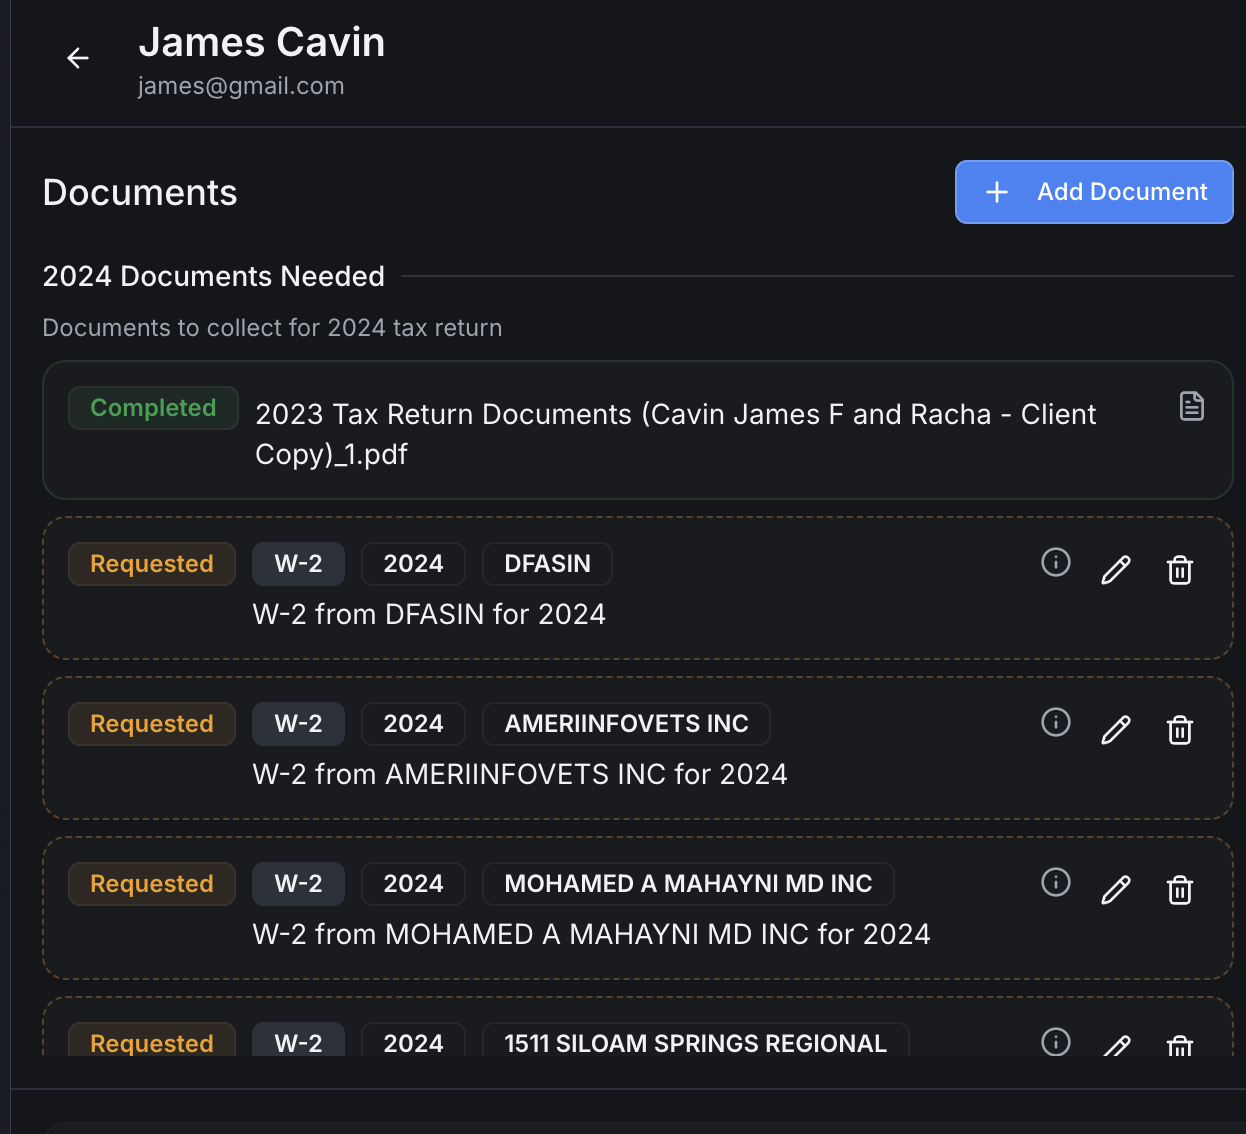 James Cavin
james@gmail.com
Documents
Add Document
2024 Documents Needed
Documents to collect for 2024 tax return
Completed
2023 Tax Return Documents (Cavin James F and Racha - Client
Copy)_1.pdf
Requested W-2 2024 DFASIN
W-2 from DFASIN for 2024
Requested W-2 2024 AMERIINFOVETS INC
W-2 from AMERIINFOVETS INC for 2024
Requested W-2 2024 MOHAMED A MAHAYNI MD INC
W-2 from MOHAMED A MAHAYNI MD INC for 2024
Requested W-2 2024 1511 SILOAM SPRINGS REGIONAL